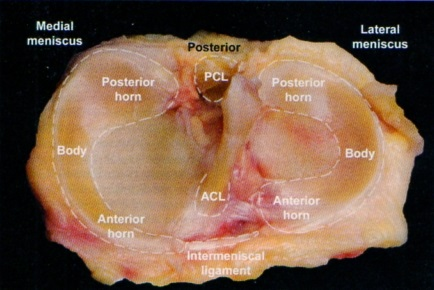 Medial
meniscus
Posterior
Lateral
meniscus
Posterior
horn
PCL
Posterior
horn
Body
Body
ACL
Anterior
horn
Anterior
horn
Intermeniscal
ligament